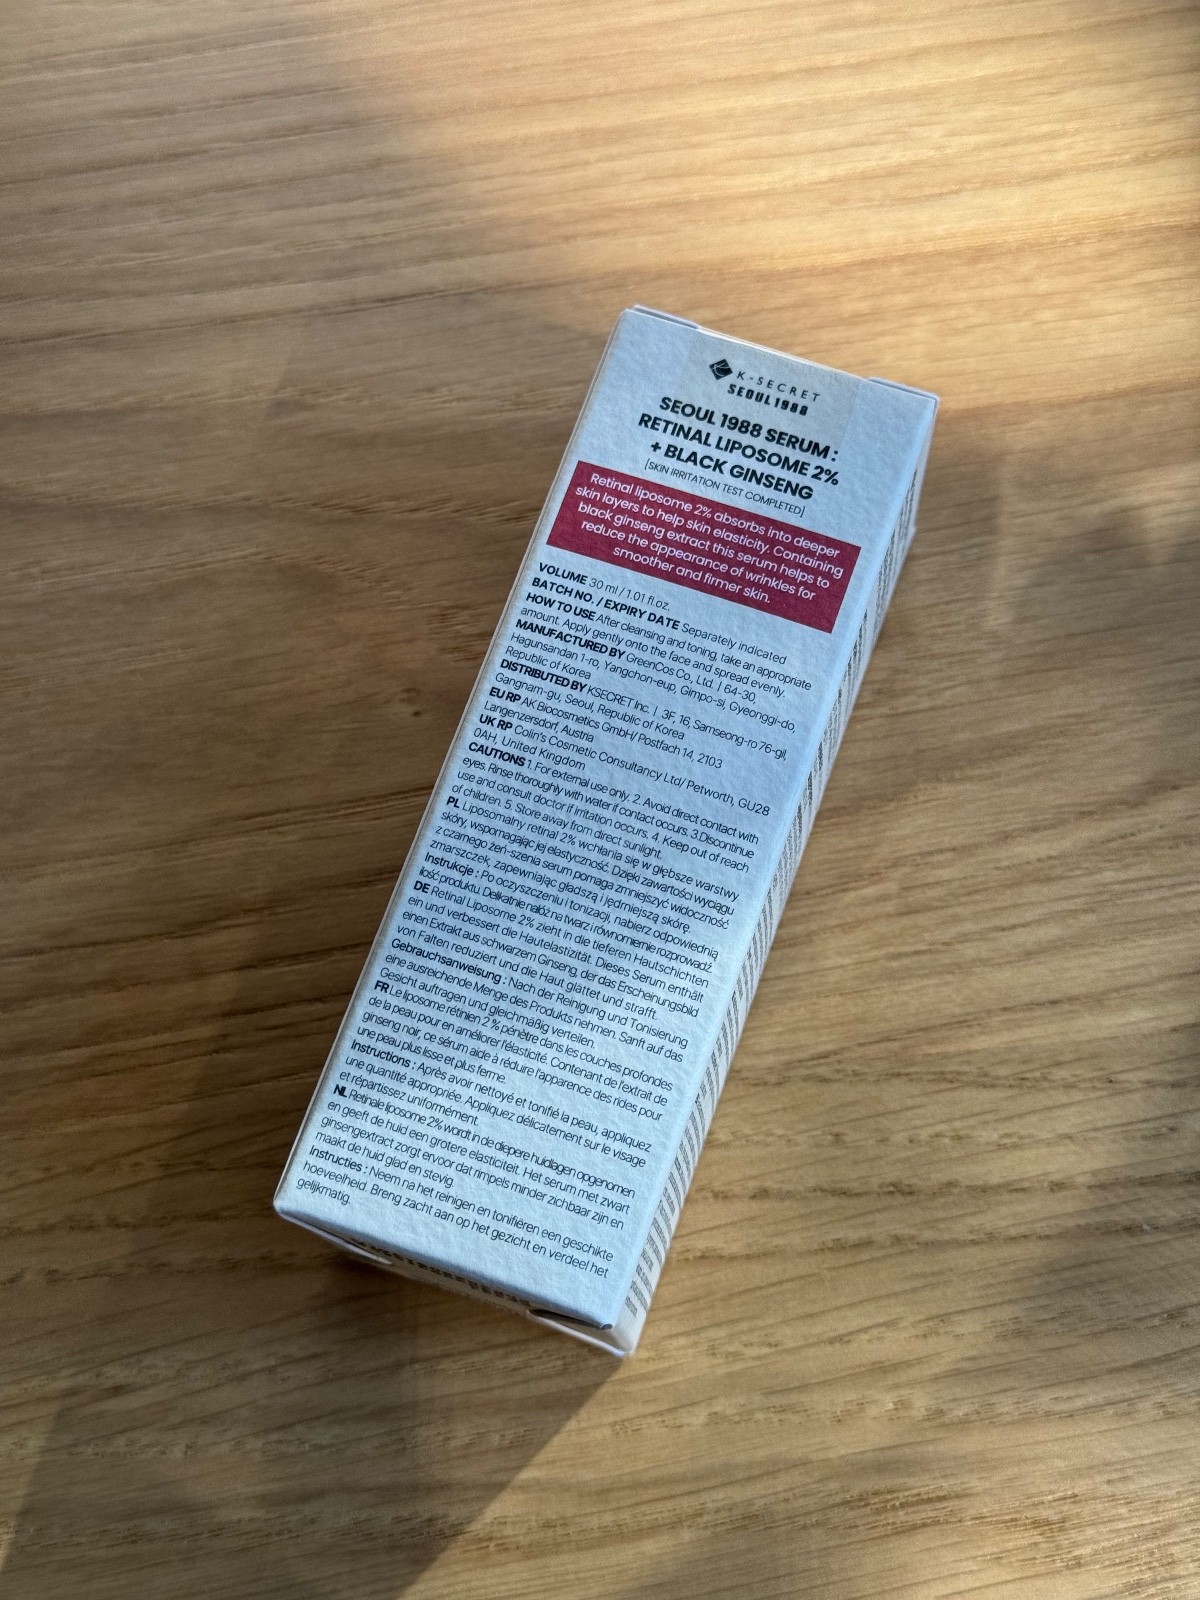 K-SECRET
SEOUL 1988
SEOUL 1988 SERUM :
RETINAL LIPOSOME 2%
+ BLACK GINSENG
[SKIN IRRITATION TEST COMPLETED]
Retinal liposome 2% absorbs into deeper
skin layers to help skin elasticity. Containing
black ginseng extract this serum helps to
reduce the appearance of wrinkles for
smoother and firmer skin.
VOLUME 30 ml / 1.01 fl.oz.
BATCH NO. / EXPIRY DATE Separately indicated
HOW TO USE After cleansing and toning, take an appropriate
amount. Apply gently onto the face and spread evenly.
MANUFACTURED BY GreenCos Co, Ltd. | 64-30,
Hagunsandan 1-ro, Yangchon-eup, Gimpo-si, Gyeonggi-do,
Republic of Korea
DISTRIBUTED BY KSECRET Inc. | 3F, 16, Samseong-ro 76-gil,
Gangnam-gu, Seoul, Republic of Korea
EU RP AK Biocosmetics GmbH/ Postfach 14, 2103
Langenzersdorf, Austria
UK RP Colin's Cosmetic Consultancy Ltd/ Petworth, GU28
0AH, United Kingdom
CAUTIONS 1. For external use only. 2. Avoid direct contact with
eyes. Rinse thoroughly with water if contact occurs. 3.Discontinue
use and consult doctor if irritation occurs. 4. Keep out of reach
of children. 5. Store away from direct sunlight.
PL Liposomalny retinal 2% wchłania się w głębsze warstwy
skóry, wspomagając jej elastyczność. Dzięki zawartości wyciągu
z czarnego żeń-szenia serum pomaga zmniejszyć widoczność
zmarszczek, zapewniając gładszą i jędrniejszą skórę.
Instrukcje : Po oczyszczeniu i tonizacji, nabierz odpowiednią
ilość produktu. Delikatnie nałóż na twarz i równomiernie rozprowadź.
DE Retinal Liposome 2% zieht in die tieferen Hautschichten
ein und verbessert die Hautelastizität. Dieses Serum enthält
einen Extrakt aus schwarzem Ginseng, der das Erscheinungsbild
von Falten reduziert und die Haut glättet und strafft.
Gebrauchsanweisung : Nach der Reinigung und Tonisierung
eine ausreichende Menge des Produkts nehmen. Sanft auf das
Gesicht auftragen und gleichmäßig verteilen.
FR Le liposome rétinien 2 % pénètre dans les couches profondes
de la peau pour en améliorer l'élasticité. Contenant de l'extrait de
ginseng noir, ce sérum aide à réduire l'apparence des rides pour
une peau plus lisse et plus ferme.
Instructions : Après avoir nettoyé et tonifié la peau, appliquez
une quantité appropriée. Appliquez délicatement sur le visage
et répartissez uniformément.
NL Retinale liposome 2% wordt in de diepere huidlagen opgenomen
en geeft de huid een grotere elasticiteit. Het serum met zwart
ginsengextract zorgt ervoor dat rimpels minder zichbaar zijn en
maakt de huid glad en stevig.
Instructies : Neem na het reinigen en tonifiëren een geschikte
hoeveelheid. Breng zacht aan op het gezicht en verdeel het
gelijkmatig.